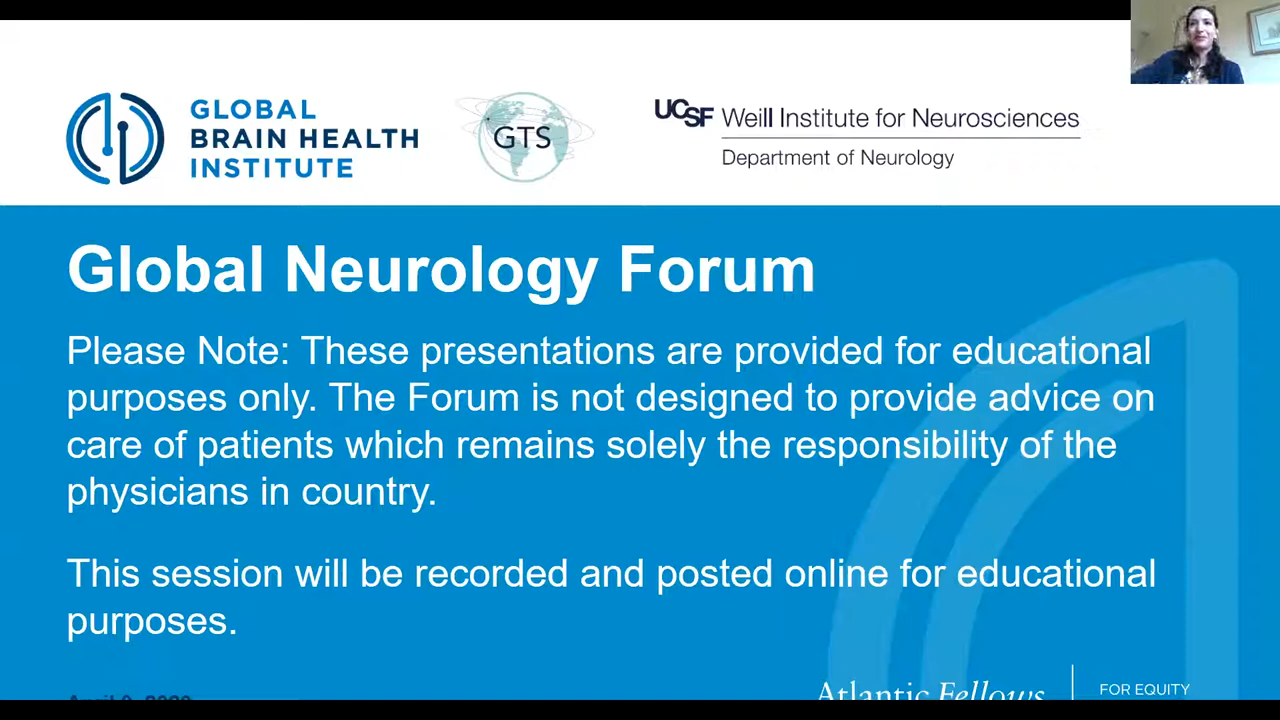 GLOBAL
BRAIN HEALTH
INSTITUTE
GTS
UCSF Weill Institute for Neurosciences
Department of Neurology
Global Neurology Forum
Please Note: These presentations are provided for educational
purposes only. The Forum is not designed to provide advice on
care of patients which remains solely the responsibility of the
physicians in country.
This session will be recorded and posted online for educational
purposes.
Atlantic Fellows
FOR EQUITY